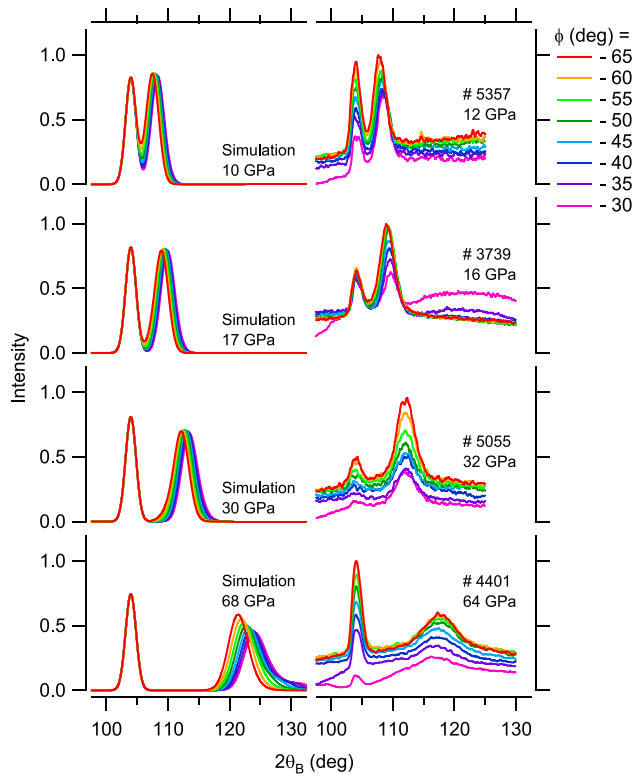 ϕ (deg) =
- 65
- 60
- 55
- 50
- 45
- 40
- 35
- 30
1.0
0.5
0.0
Simulation
10 GPa
# 5357
12 GPa
1.0
0.5
0.0
Simulation
17 GPa
# 3739
16 GPa
1.0
0.5
0.0
Simulation
30 GPa
# 5055
32 GPa
1.0
0.5
0.0
Simulation
68 GPa
# 4401
64 GPa
Intensity
100 110 120 130
100 110 120 130
2θB (deg)